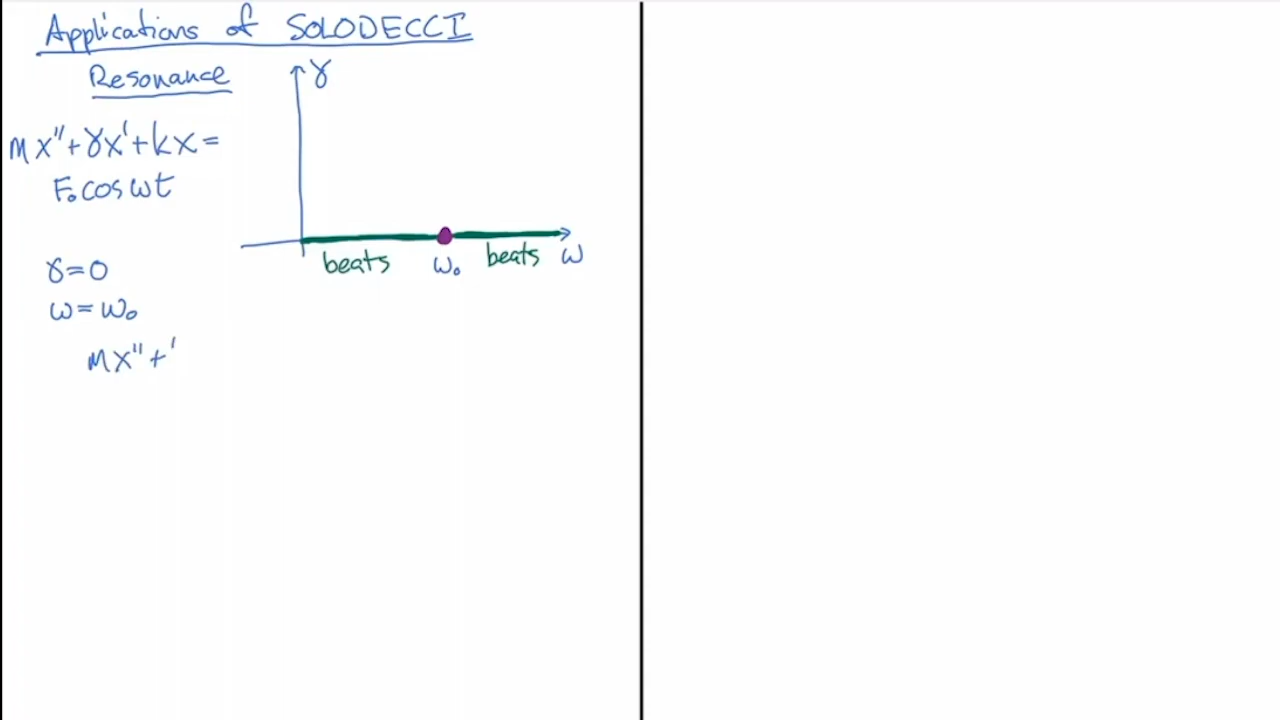 Applications of SOLODECCI
Resonance
γ
mx''+γx'+kx=
F₀cosωt
beats
ω₀
beats
ω
γ=0
ω=ω₀
mx''+'